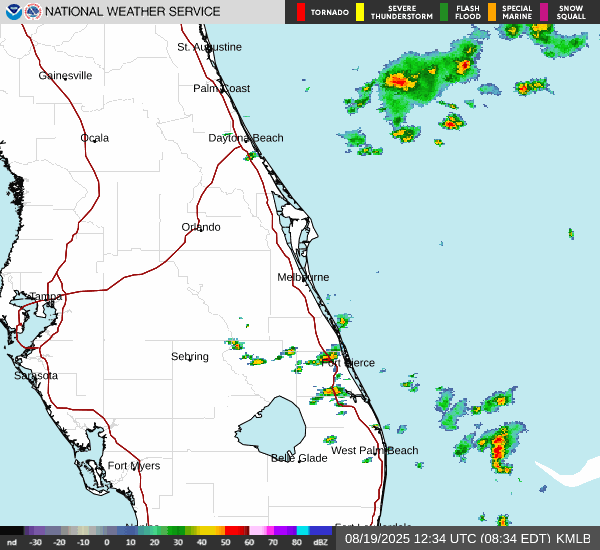 NATIONAL WEATHER SERVICE
TORNADO
SEVERE THUNDERSTORM
FLASH FLOOD
SPECIAL MARINE
SNOW SQUALL
St. Augustine
Gainesville
Palm Coast
Ocala
Daytona Beach
Orlando
Melbourne
Tampa
Sebring
Fort Pierce
Sarasota
West Palm Beach
Belle Glade
Fort Myers
Fort Lauderdale
nd -30 -20 -10 0 10 20 30 40 50 60 70 80 dBZ
08/19/2025 12:34 UTC (08:34 EDT) KMLB